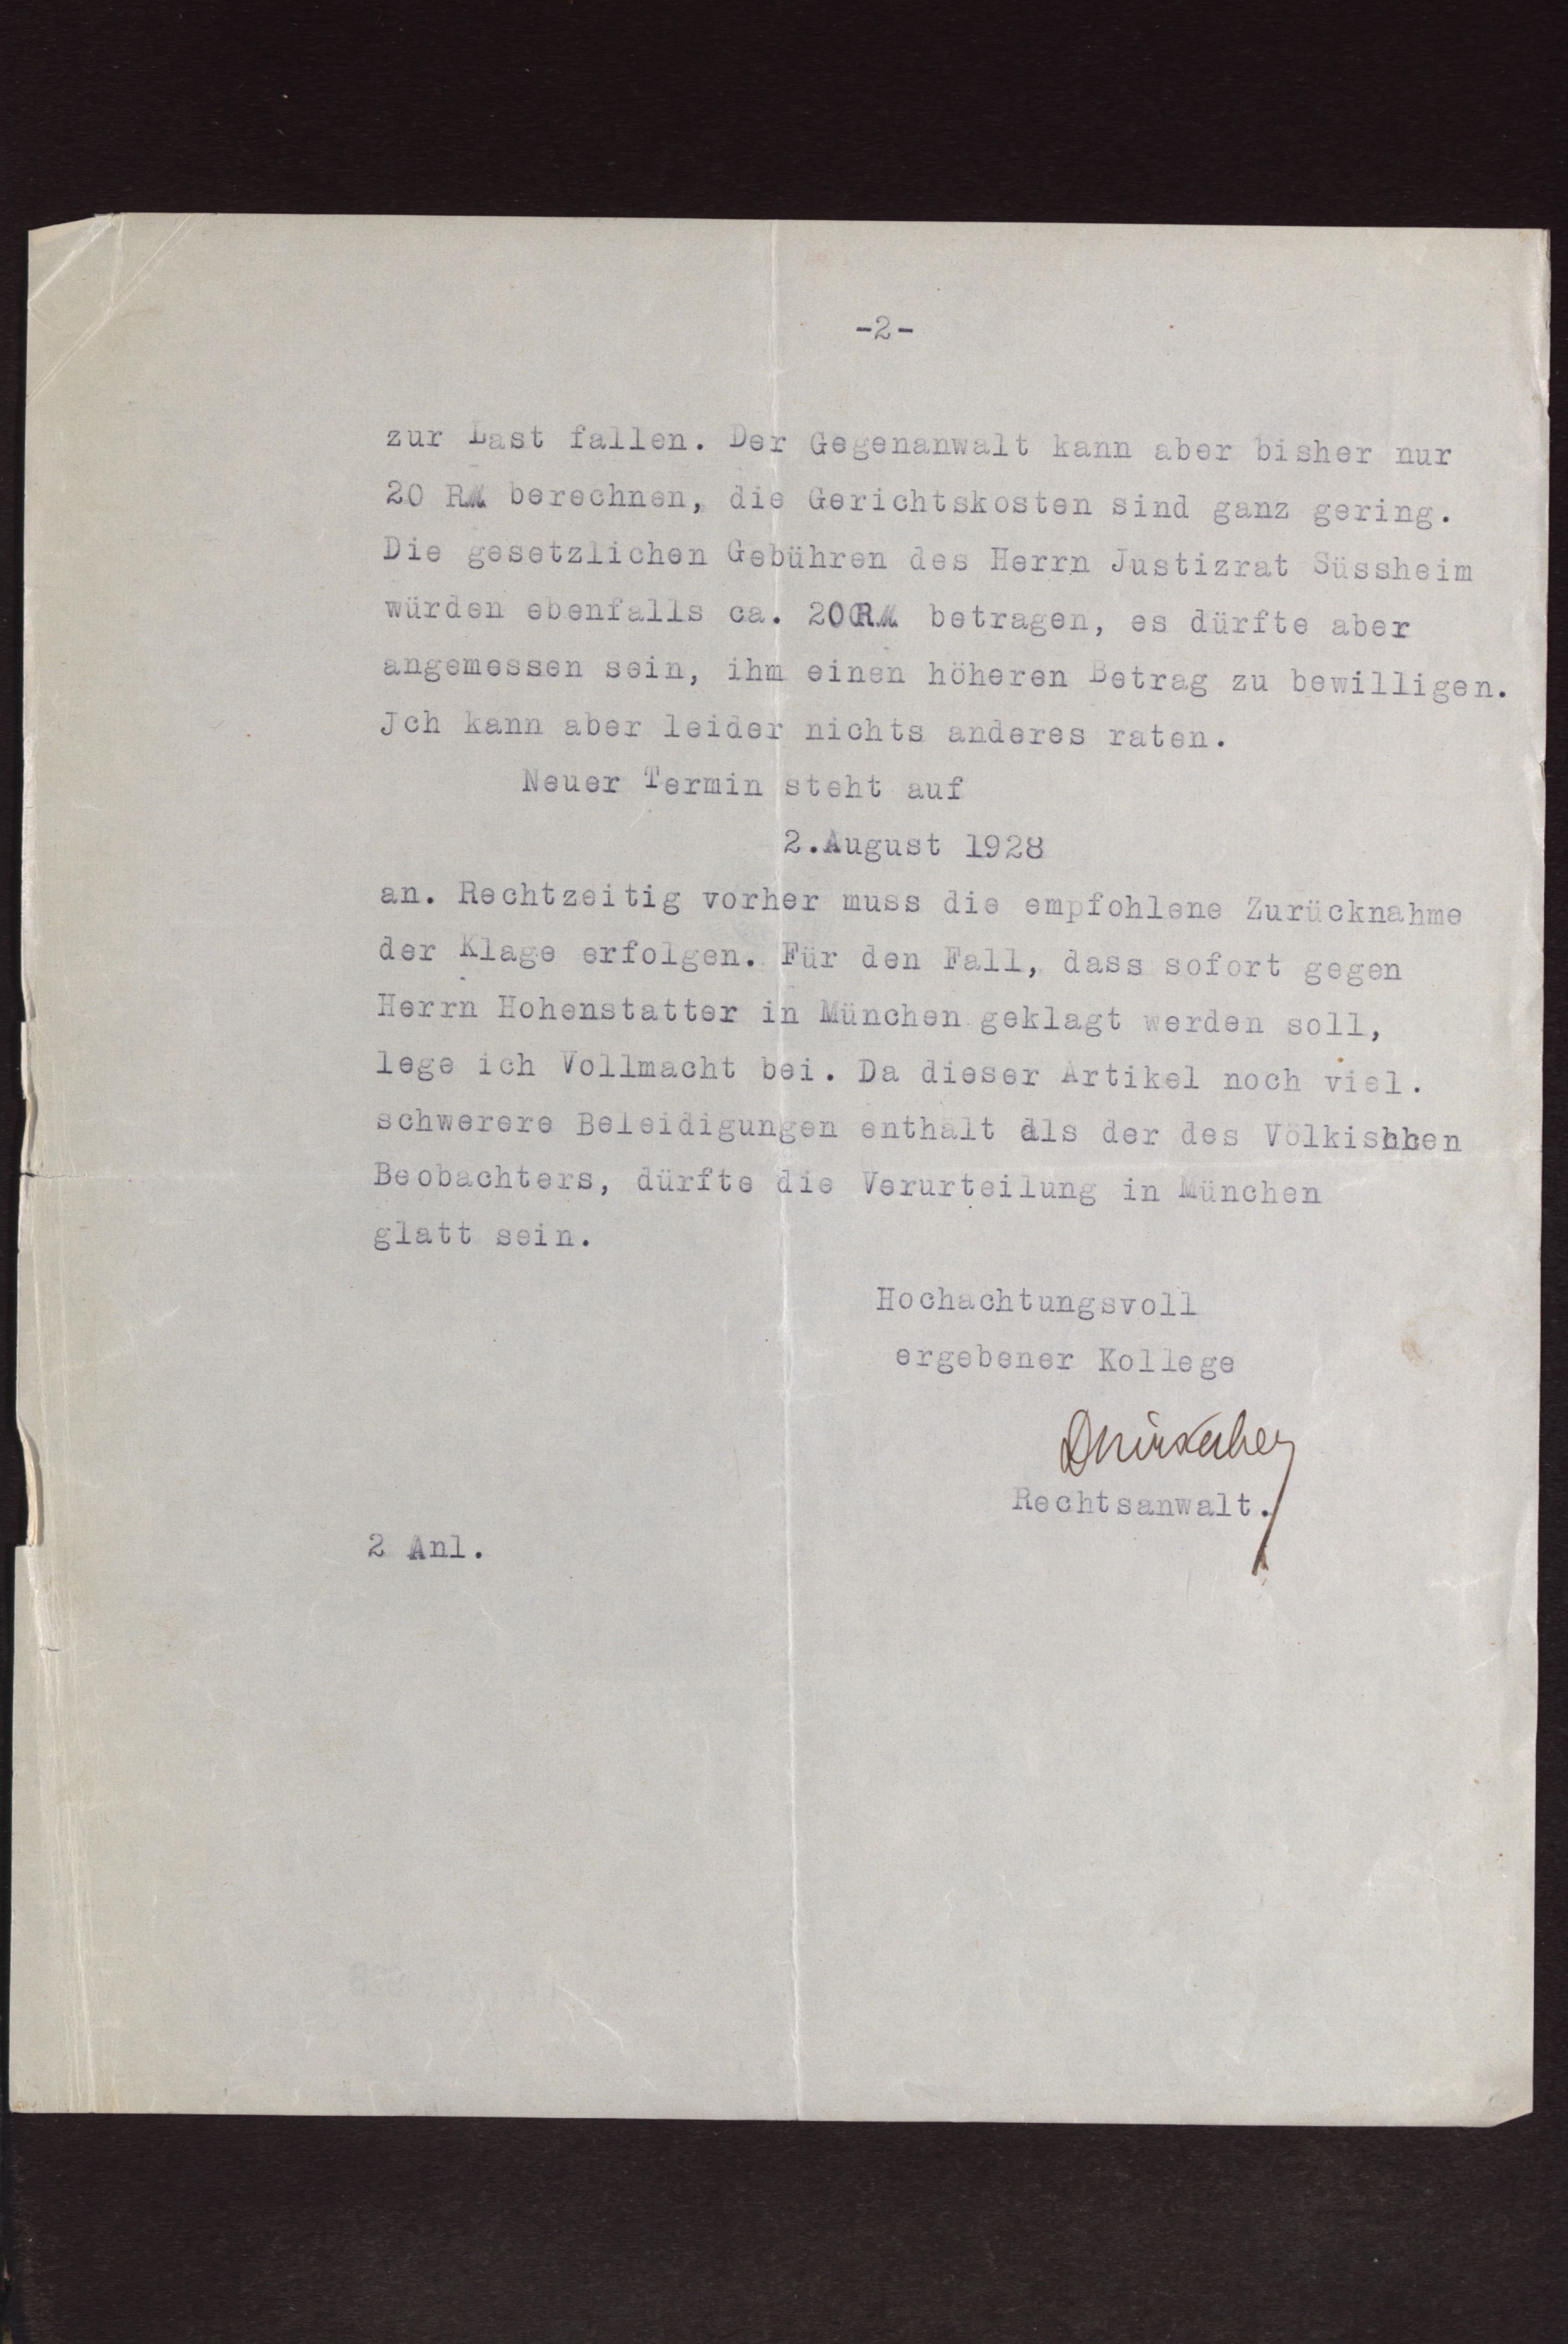 -2-
zur Last fallen. Der Gegenanwalt kann aber bisher nur
20 RM berechnen, die Gerichtskosten sind ganz gering.
Die gesetzlichen Gebühren des Herrn Justizrat Süssheim
würden ebenfalls ca. 20 RM betragen, es dürfte aber
angemessen sein, ihm einen höheren Betrag zu bewilligen.
Jch kann aber leider nichts anderes raten.
Neuer Termin steht auf
2.August 1928
an. Rechtzeitig vorher muss die empfohlene Zurücknahme
der Klage erfolgen. Für den Fall, dass sofort gegen
Herrn Hohenstatter in München geklagt werden soll,
lege ich Vollmacht bei. Da dieser Artikel noch viel.
schwerere Beleidigungen enthält als der des Völkischen
Beobachters, dürfte die Verurteilung in München
glatt sein.
Hochachtungsvoll
ergebener Kollege
Rechtsanwalt.
2 Anl.